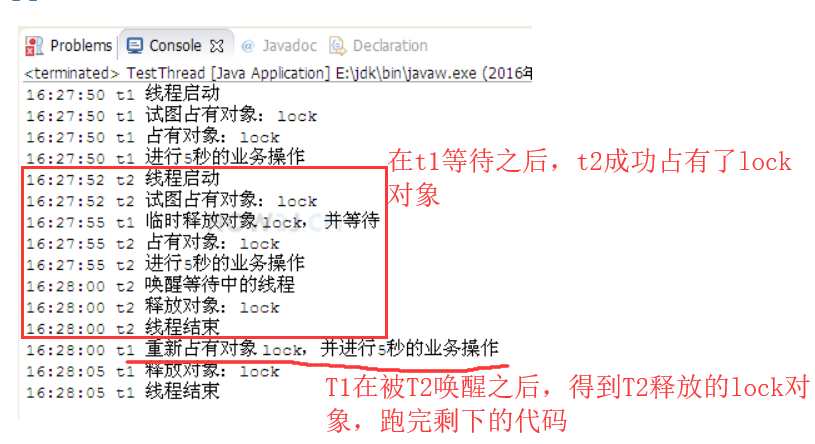 Problems Console @ Javadoc Declaration
<terminated> TestThread [Java Application] E:\jdk\bin\javaw.exe (2016年
16:27:50 t1 线程启动
16:27:50 t1 试图占有对象: lock
16:27:50 t1 占有对象: lock
16:27:50 t1 进行5秒的业务操作
16:27:52 t2 线程启动
16:27:52 t2 试图占有对象: lock
16:27:55 t1 临时释放对象 lock, 并等待
16:27:55 t2 占有对象: lock
16:27:55 t2 进行5秒的业务操作
16:28:00 t2 唤醒等待中的线程
16:28:00 t2 释放对象: lock
16:28:00 t2 线程结束
16:28:00 t1 重新占有对象 lock, 并进行5秒的业务操作
16:28:05 t1 释放对象: lock
16:28:05 t1 线程结束
在t1等待之后，t2成功占有了lock
对象
T1在被T2唤醒之后，得到T2释放的lock对
象，跑完剩下的代码